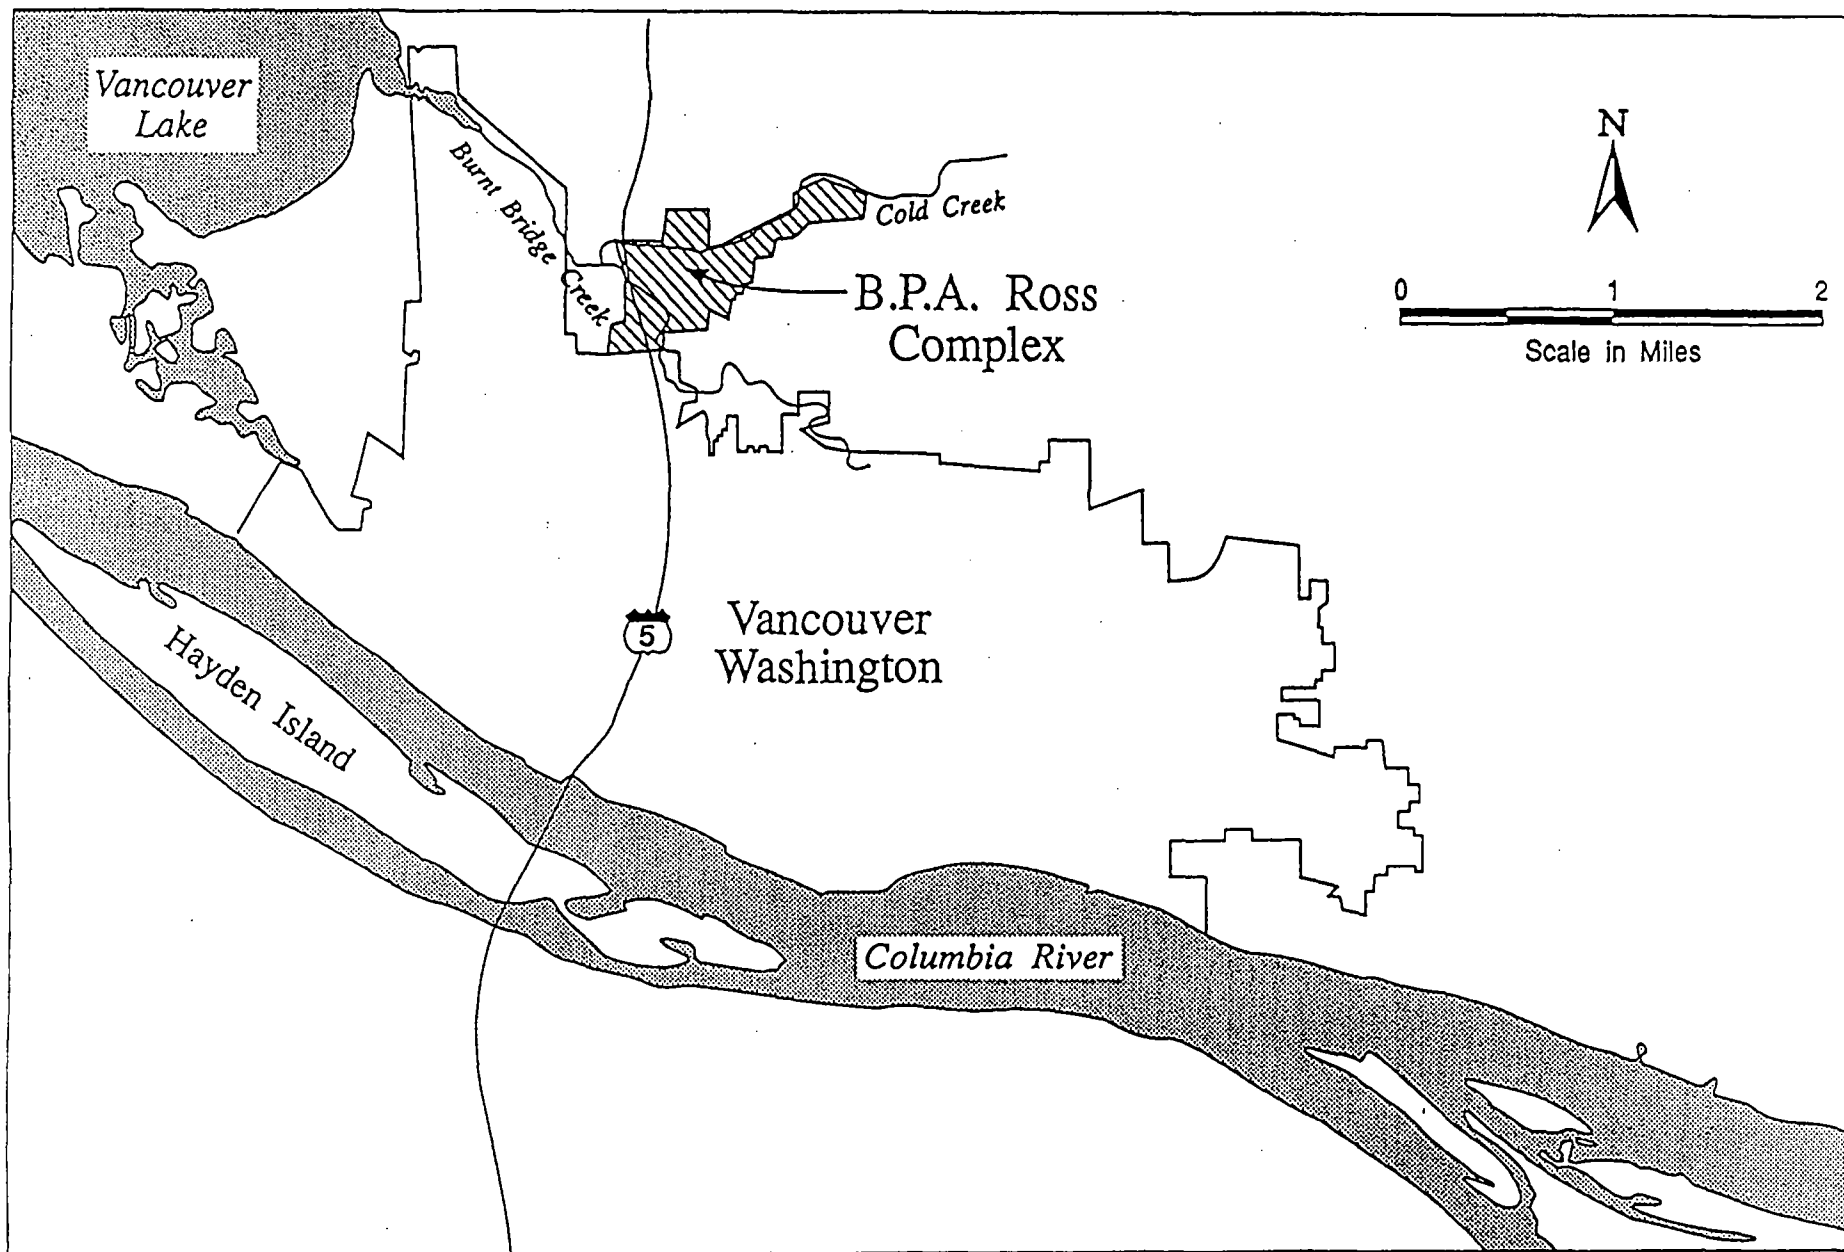 Vancouver
Lake
Burnt Bridge Creek
Cold Creek
N
B.P.A. Ross
Complex
0 1 2
Scale in Miles
5
Vancouver
Washington
Hayden Island
Columbia River